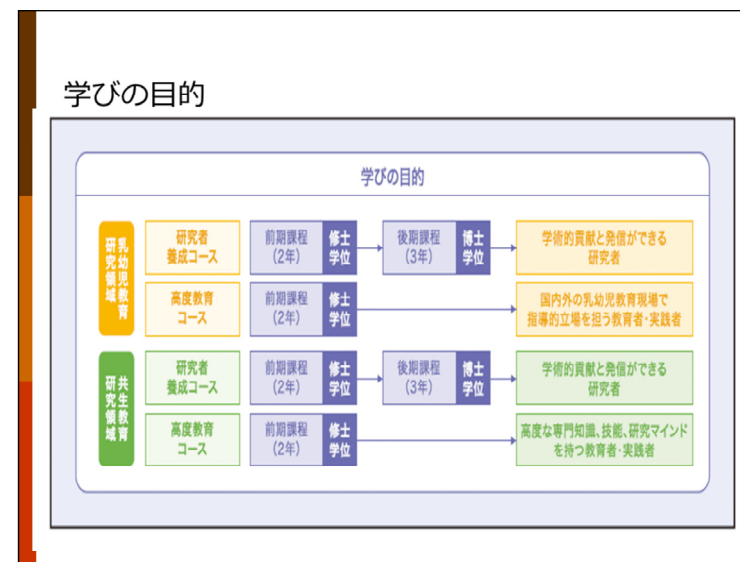 学びの目的
学びの目的
乳幼児教育
研究領域
研究者
養成コース
前期課程
(2年)
修士
学位
後期課程
(3年)
博士
学位
学術的貢献と発信ができる
研究者
高度教育
コース
前期課程
(2年)
修士
学位
国内外の乳幼児教育現場で
指導的立場を担う教育者・実践者
共生教育
研究領域
研究者
養成コース
前期課程
(2年)
修士
学位
後期課程
(3年)
博士
学位
学術的貢献と発信ができる
研究者
高度教育
コース
前期課程
(2年)
修士
学位
高度な専門知識、技能、研究マインド
を持つ教育者・実践者